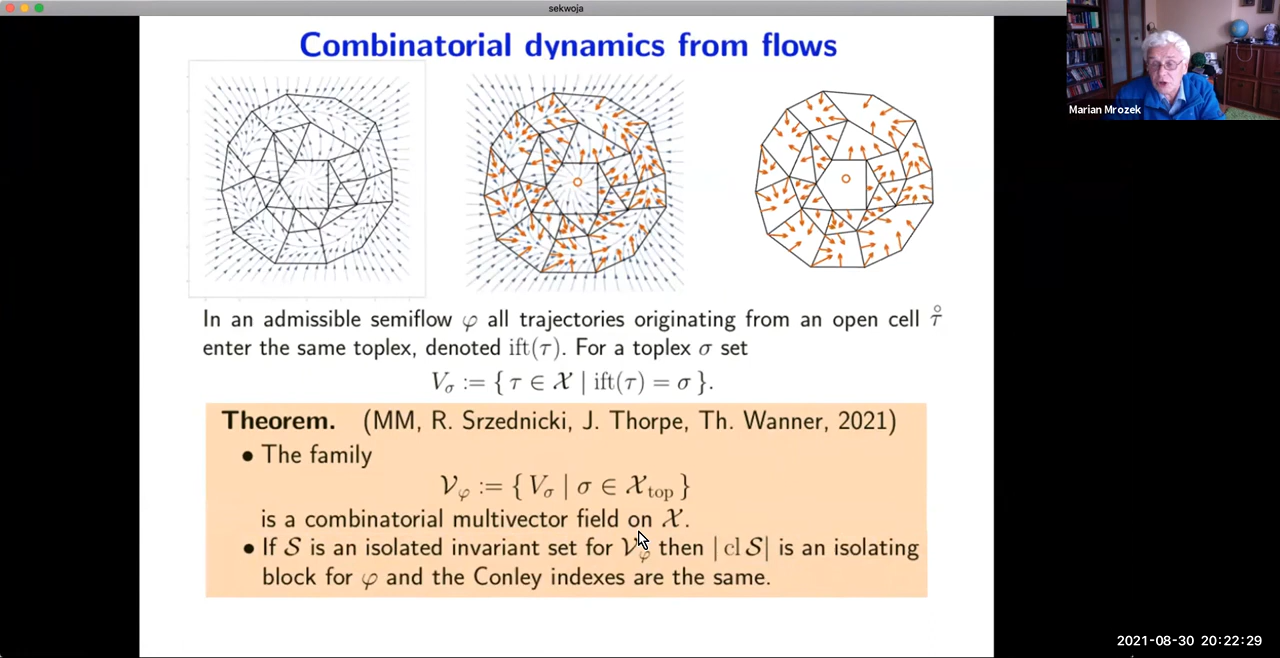 sekwoja
Combinatorial dynamics from flows
Marian Mrozek
In an admissible semiflow φ all trajectories originating from an open cell τ̊
enter the same toplex, denoted ift(τ). For a toplex σ set
V_σ := { τ ∈ 𝒳 | ift(τ) = σ }.
Theorem. (MM, R. Srzednicki, J. Thorpe, Th. Wanner, 2021)
• The family
𝒱_φ := { V_σ | σ ∈ 𝒳_top }
is a combinatorial multivector field on 𝒳.
• If 𝒮 is an isolated invariant set for 𝒱_φ then | cl 𝒮| is an isolating
block for φ and the Conley indexes are the same.
2021-08-30 20:22:29